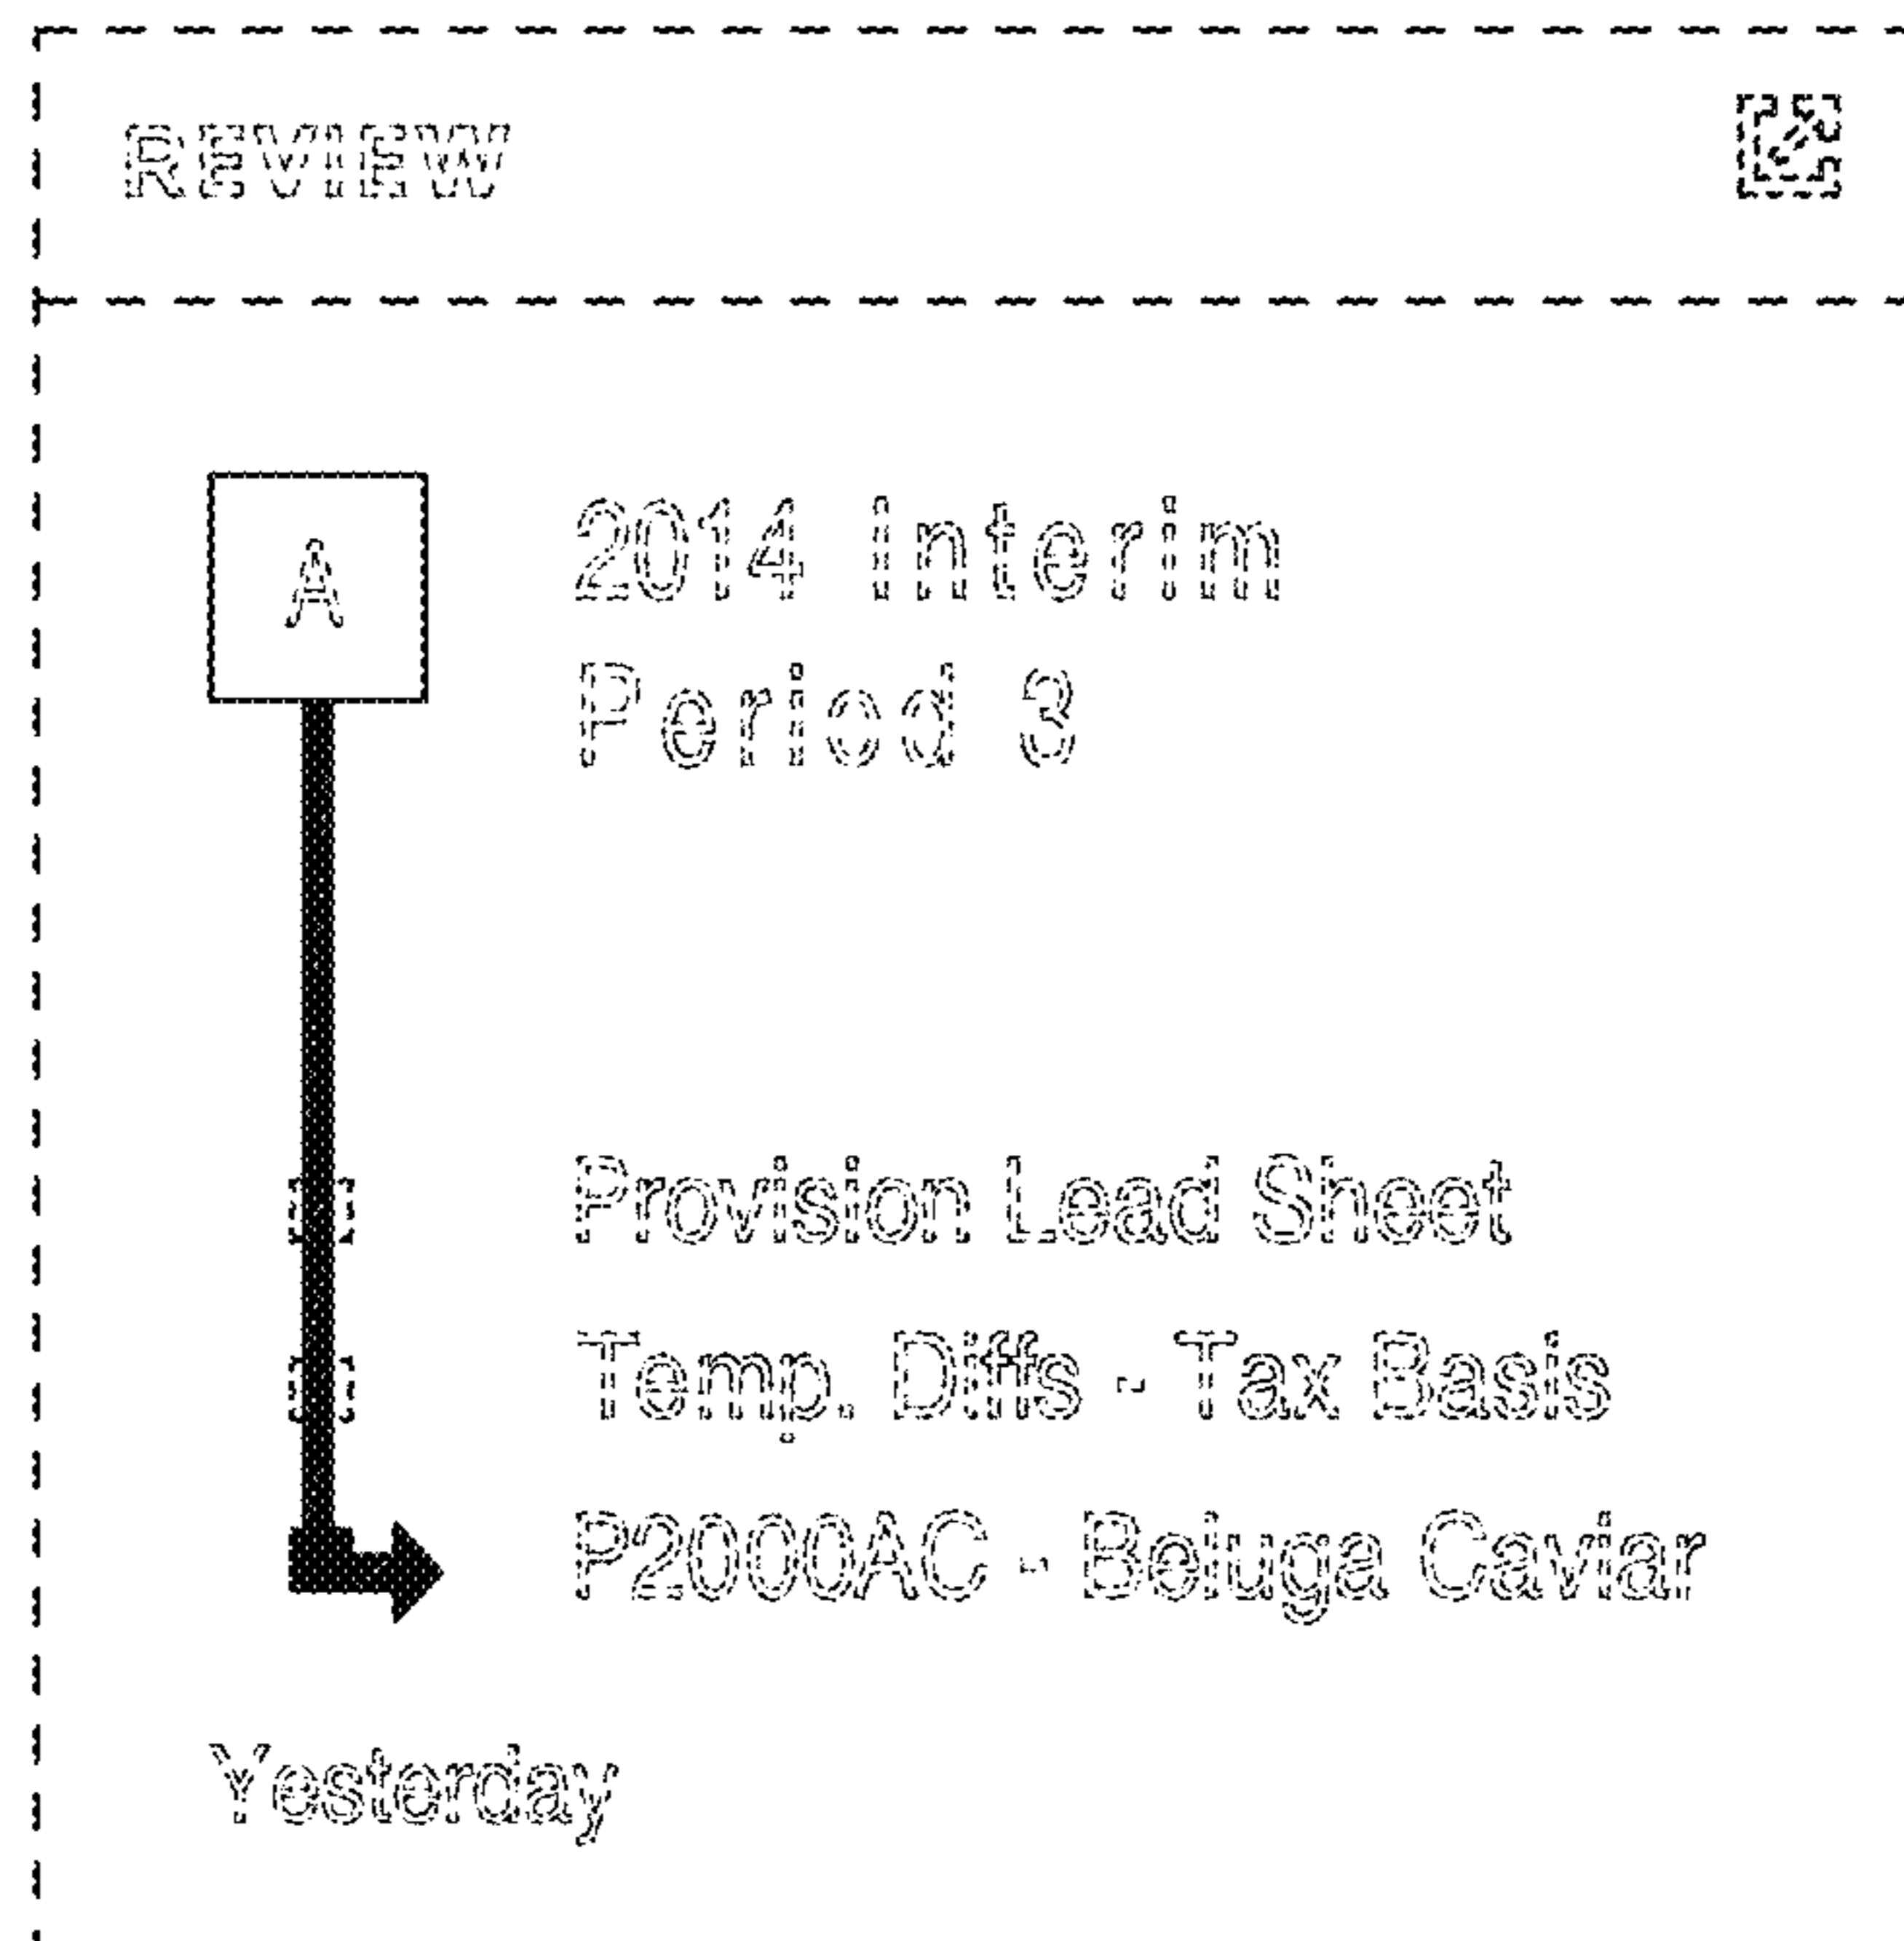 REVIEW
A
2014 Interim
Period 3
Provision Lead Sheet
Temp. Diffs - Tax Basis
P2000AC - Beluga Caviar
Yesterday